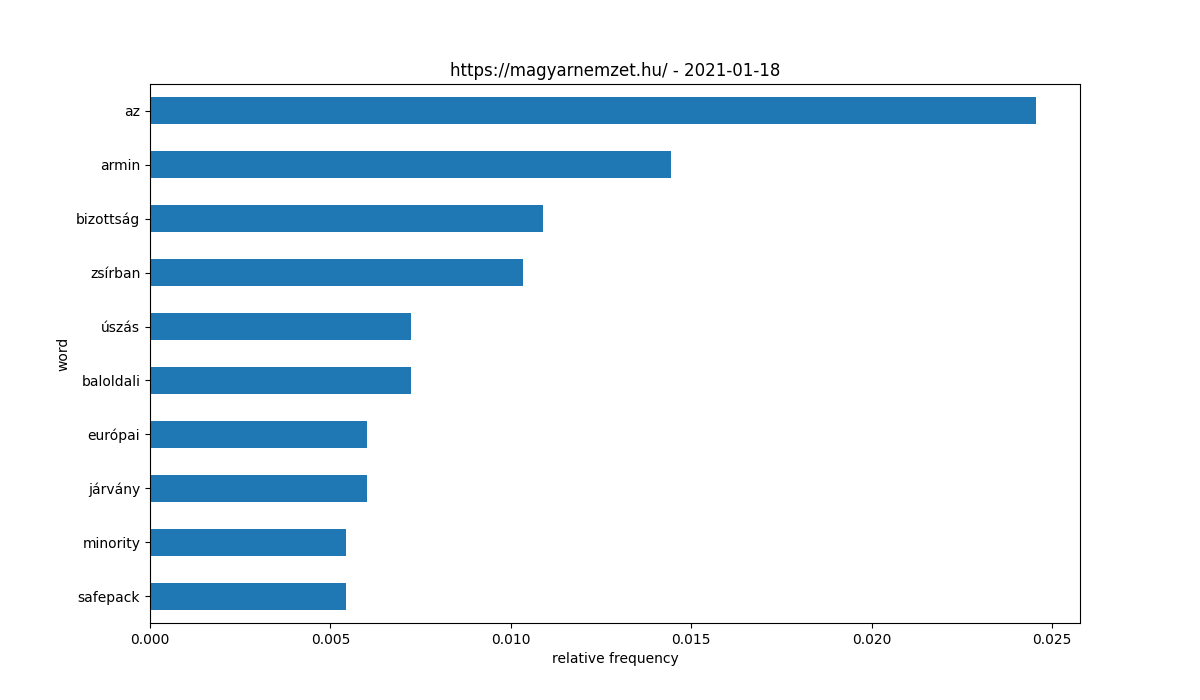 https://magyarnemzet.hu/ - 2021-01-18
az
armin
bizottság
zsírban
úszás
baloldali
európai
járvány
minority
safepack
word
0.000 0.005 0.010 0.015 0.020 0.025
relative frequency